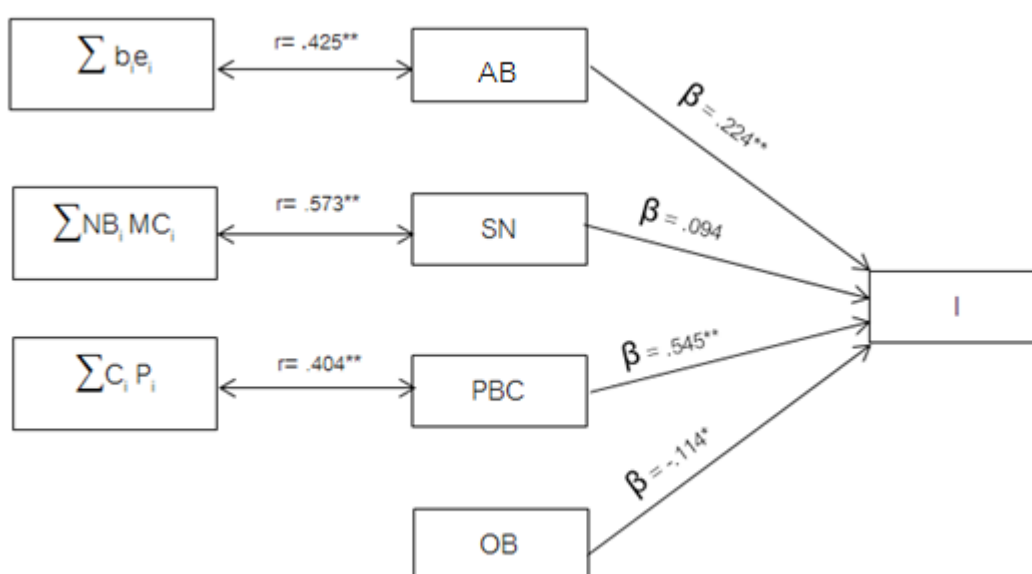 ∑ bᵢeᵢ
r= .425**
AB
β = .224**
∑NBᵢ MCᵢ
r= .573**
SN
β = .094
I
∑Cᵢ Pᵢ
r= .404**
PBC
β = .545**
β = -.114*
OB